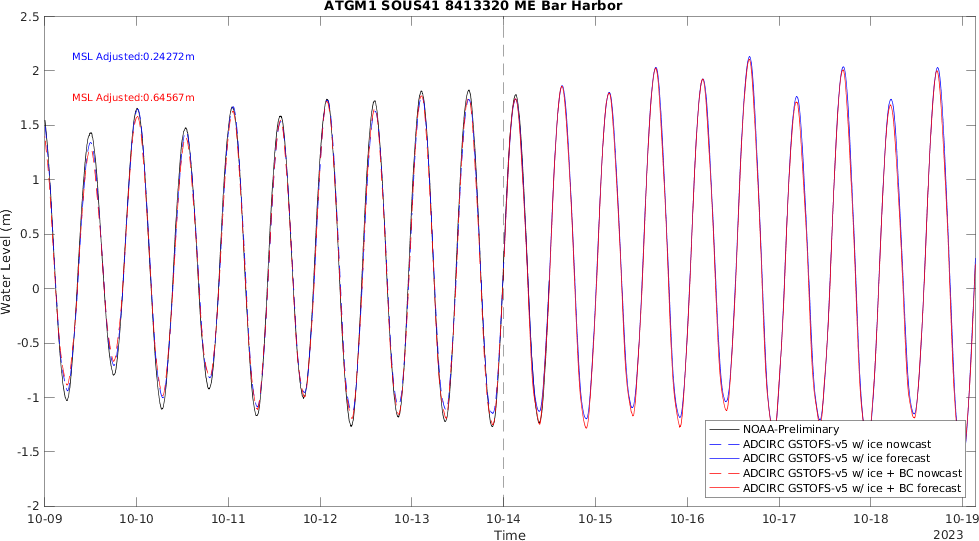 ATGM1 SOUS41 8413320 ME Bar Harbor
2.5
2
1.5
1
0.5
0
-0.5
-1
-1.5
-2
Water Level (m)
MSL Adjusted:0.24272m
MSL Adjusted:0.64567m
NOAA-Preliminary
ADCIRC GSTOFS-v5 w/ ice nowcast
ADCIRC GSTOFS-v5 w/ ice forecast
ADCIRC GSTOFS-v5 w/ ice + BC nowcast
ADCIRC GSTOFS-v5 w/ ice + BC forecast
10-09 10-10 10-11 10-12 10-13 10-14 10-15 10-16 10-17 10-18 10-19
Time
2023